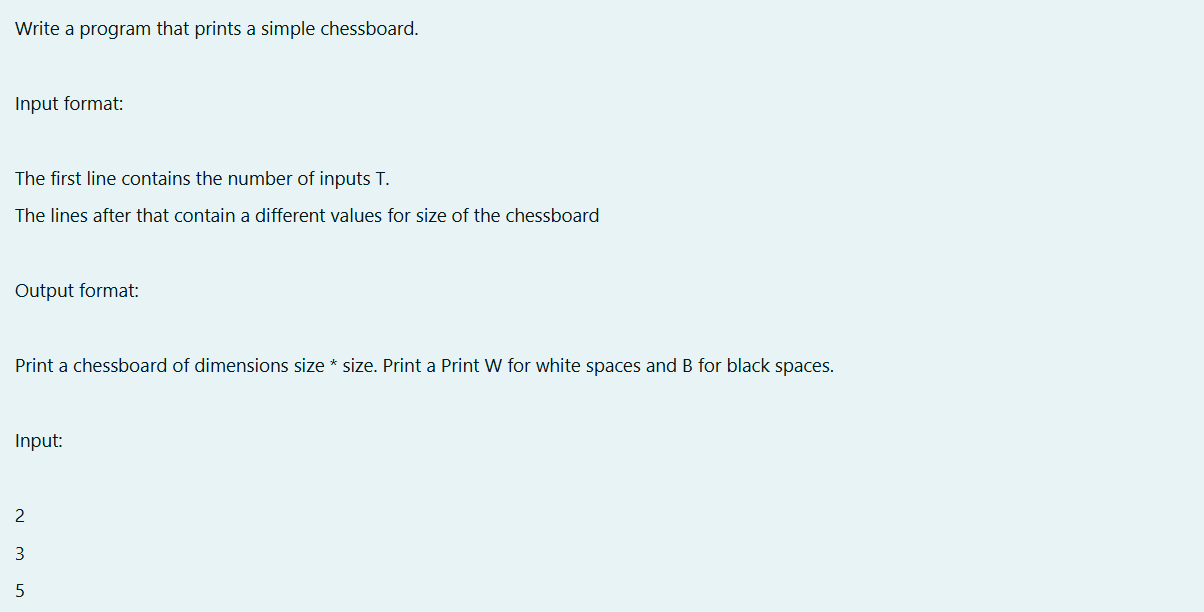 Write a program that prints a simple chessboard.
Input format:
The first line contains the number of inputs T.
The lines after that contain a different values for size of the chessboard
Output format:
Print a chessboard of dimensions size * size. Print a Print W for white spaces and B for black spaces.
Input:
2
3
5